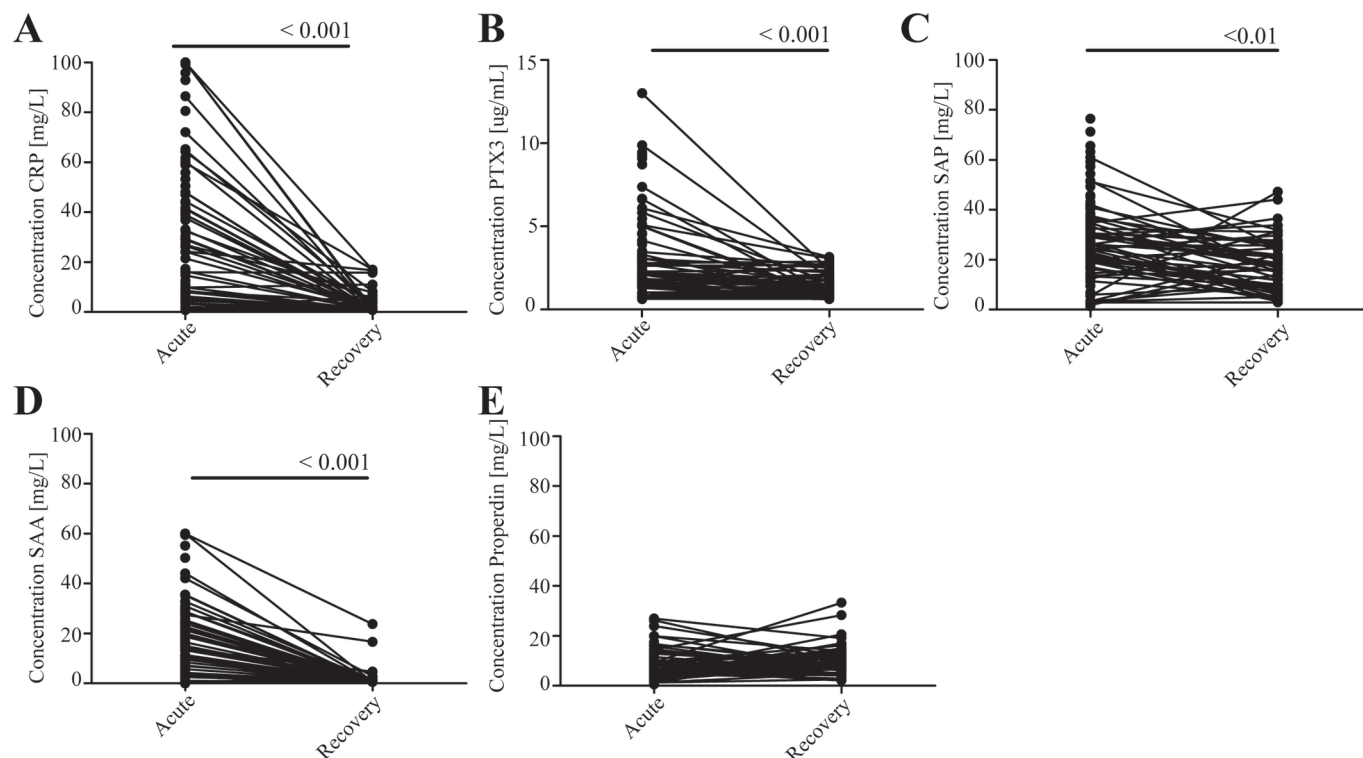 A
< 0.001
Concentration CRP [mg/L]
100
80
60
40
20
0
Acute
Recovery
B
< 0.001
Concentration PTX3 [ug/mL]
15
10
5
0
Acute
Recovery
C
<0.01
Concentration SAP [mg/L]
100
80
60
40
20
0
Acute
Recovery
D
< 0.001
Concentration SAA [mg/L]
100
80
60
40
20
0
Acute
Recovery
E
Concentration Properdin [mg/L]
100
80
60
40
20
0
Acute
Recovery